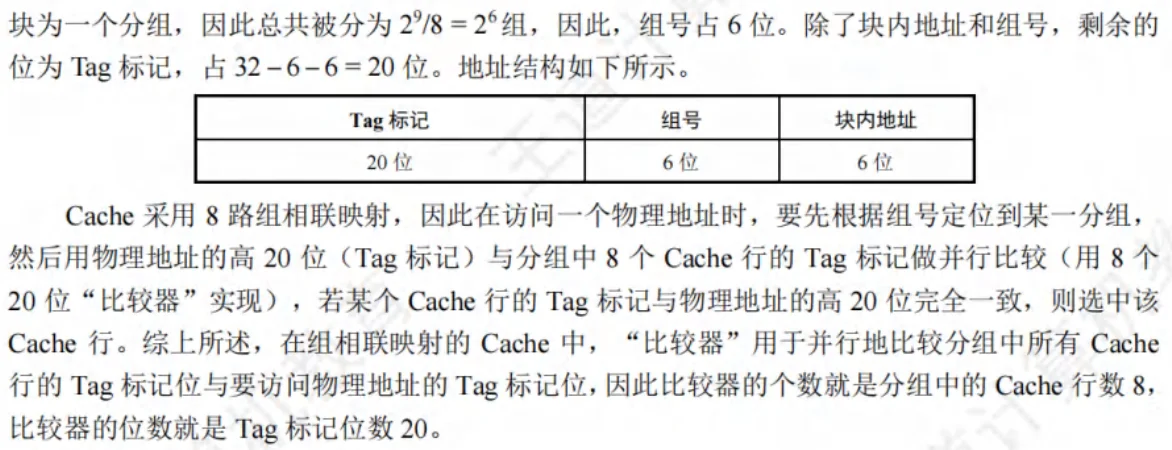 块为一个分组，因此总共被分为 2⁹/8 = 2⁶ 组，因此，组号占 6 位。除了块内地址和组号，剩余的
位为 Tag 标记，占 32 – 6 – 6 = 20 位。地址结构如下所示。
Tag 标记 组号 块内地址
20 位 6 位 6 位
Cache 采用 8 路组相联映射，因此在访问一个物理地址时，要先根据组号定位到某一分组，
然后用物理地址的高 20 位（Tag 标记）与分组中 8 个 Cache 行的 Tag 标记做并行比较（用 8 个
20 位“比较器”实现），若某个 Cache 行的 Tag 标记与物理地址的高 20 位完全一致，则选中该
Cache 行。综上所述，在组相联映射的 Cache 中，“比较器”用于并行地比较分组中所有 Cache
行的 Tag 标记位与要访问物理地址的 Tag 标记位，因此比较器的个数就是分组中的 Cache 行数 8，
比较器的位数就是 Tag 标记位数 20。